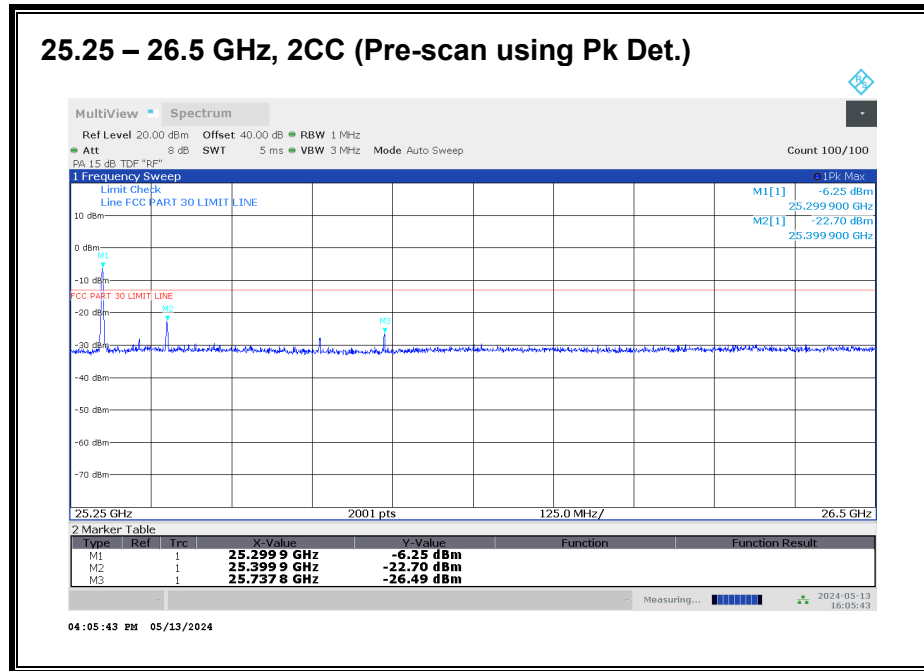 25.25 – 26.5 GHz, 2CC (Pre-scan using Pk Det.)
R&S
MultiView Spectrum
Ref Level 20.00 dBm Offset 40.00 dB RBW 1 MHz
Att 8 dB SWT 5 ms VBW 3 MHz Mode Auto Sweep Count 100/100
PA 15 dB TDF "RF"
1 Frequency Sweep 1Pk Max
Limit Check M1[1] -6.25 dBm
Line FCC PART 30 LIMIT LINE 25.299 900 GHz
10 dBm M2[1] -22.70 dBm
25.399 900 GHz
0 dBm
M1
-10 dBm
FCC PART 30 LIMIT LINE
M2
-20 dBm
M3
-30 dBm
-40 dBm
-50 dBm
-60 dBm
-70 dBm
25.25 GHz 2001 pts 125.0 MHz/ 26.5 GHz
2 Marker Table
Type Ref Trc X-Value Y-Value Function Function Result
M1 1 25.299 9 GHz -6.25 dBm
M2 1 25.399 9 GHz -22.70 dBm
M3 1 25.737 8 GHz -26.49 dBm
Measuring... 2024-05-13
16:05:43
04:05:43 PM 05/13/2024